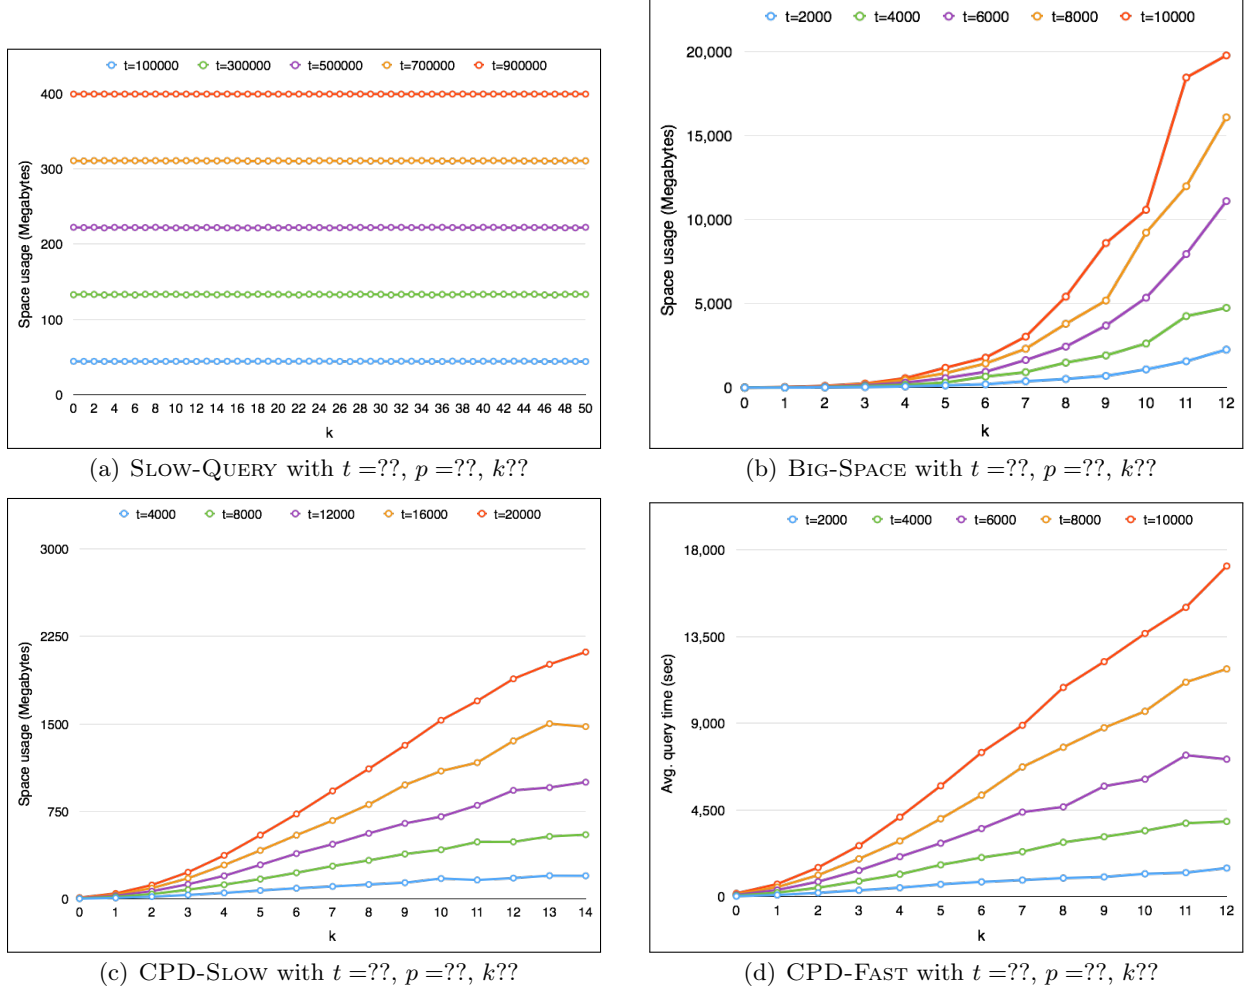 t=100000 t=300000 t=500000 t=700000 t=900000
400
300
200
100
0
Space usage (Megabytes)
0 2 4 6 8 10 12 14 16 18 20 22 24 26 28 30 32 34 36 38 40 42 44 46 48 50
k
(a) SLOW-QUERY with t =??, p =??, k??
t=2000 t=4000 t=6000 t=8000 t=10000
20,000
15,000
10,000
5,000
0
Space usage (Megabytes)
0 1 2 3 4 5 6 7 8 9 10 11 12
k
(b) BIG-SPACE with t =??, p =??, k??
t=4000 t=8000 t=12000 t=16000 t=20000
3000
2250
1500
750
0
Space usage (Megabytes)
0 1 2 3 4 5 6 7 8 9 10 11 12 13 14
k
(c) CPD-SLOW with t =??, p =??, k??
t=2000 t=4000 t=6000 t=8000 t=10000
18,000
13,500
9,000
4,500
0
Avg. query time (sec)
0 1 2 3 4 5 6 7 8 9 10 11 12
k
(d) CPD-FAST with t =??, p =??, k??